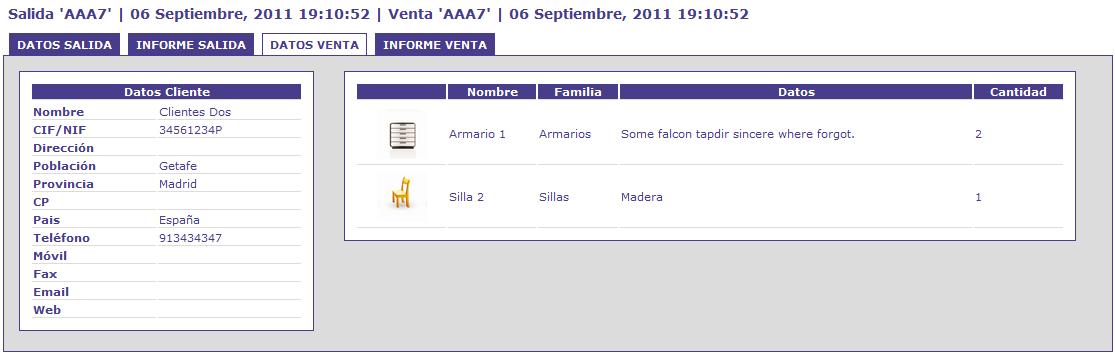 Salida 'AAA7' | 06 Septiembre, 2011 19:10:52 | Venta 'AAA7' | 06 Septiembre, 2011 19:10:52
DATOS SALIDA INFORME SALIDA DATOS VENTA INFORME VENTA
Datos Cliente
Nombre Clientes Dos
CIF/NIF 34561234P
Dirección
Población Getafe
Provincia Madrid
CP
Pais España
Teléfono 913434347
Móvil
Fax
Email
Web
Nombre Familia Datos Cantidad
Armario 1 Armarios Some falcon tapdir sincere where forgot. 2
Silla 2 Sillas Madera 1